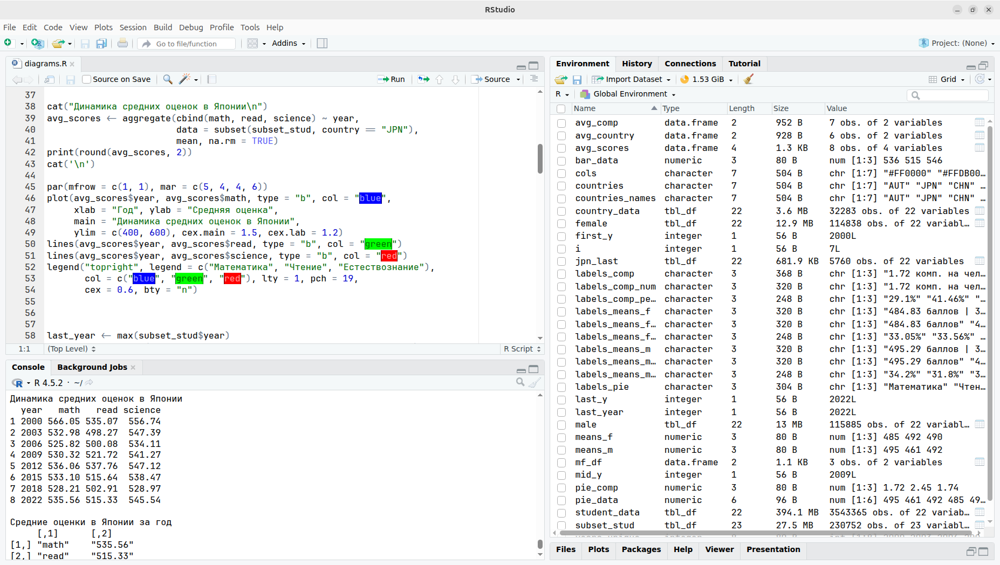 RStudio
File Edit Code View Plots Session Build Debug Profile Tools Help
Go to file/function Addins Project: (None)
diagrams.R
Source on Save Run Source
37
38 cat("Динамика средних оценок в Японии\n")
39 avg_scores <- aggregate(cbind(math, read, science) ~ year,
40 data = subset(subset_stud, country == "JPN"),
41 mean, na.rm = TRUE)
42 print(round(avg_scores, 2))
43 cat('\n')
44
45 par(mfrow = c(1, 1), mar = c(5, 4, 4, 6))
46 plot(avg_scores$year, avg_scores$math, type = "b", col = "blue",
47 xlab = "Год", ylab = "Средняя оценка",
48 main = "Динамика средних оценок в Японии",
49 ylim = c(400, 600), cex.main = 1.5, cex.lab = 1.2)
50 lines(avg_scores$year, avg_scores$read, type = "b", col = "green")
51 lines(avg_scores$year, avg_scores$science, type = "b", col = "red")
52 legend("topright", legend = c("Математика", "Чтение", "Естествознание"),
53 col = c("blue", "green", "red"), lty = 1, pch = 19,
54 cex = 0.6, bty = "n")
55
56
57
58 last_year <- max(subset_stud$year)
1:1 (Top Level) R Script
Console Background Jobs
R 4.5.2 · ~/
Динамика средних оценок в Японии
year math read science
1 2000 566.05 535.07 556.74
2 2003 532.98 498.27 547.39
3 2006 525.82 500.08 534.11
4 2009 530.32 521.72 541.27
5 2012 536.06 537.76 547.12
6 2015 533.10 515.64 538.47
7 2018 528.21 502.91 528.97
8 2022 535.56 515.33 545.54
Средние оценки в Японии за год
[,1] [,2]
[1,] "math" "535.56"
[2,] "read" "515.33"
Environment History Connections Tutorial
Import Dataset 1.53 GiB Grid
R Global Environment
Name Type Length Size Value
avg_comp data.frame 2 952 B 7 obs. of 2 variables
avg_country data.frame 2 928 B 6 obs. of 2 variables
avg_scores data.frame 4 1.3 KB 8 obs. of 4 variables
bar_data numeric 3 80 B num [1:3] 536 515 546
cols character 7 504 B chr [1:7] "#FF0000" "#FFDB00…
countries character 7 504 B chr [1:7] "AUT" "JPN" "CHN" …
countries_names character 7 504 B chr [1:7] "AUT" "JPN" "CHN" …
country_data tbl_df 22 3.6 MB 32283 obs. of 22 variables
female tbl_df 22 12.9 MB 114838 obs. of 22 variabl…
first_y integer 1 56 B 2000L
i integer 1 56 B 7L
jpn_last tbl_df 22 681.9 KB 5760 obs. of 22 variables
labels_comp character 3 368 B chr [1:3] "1.72 комп. на чел…
labels_comp_num character 3 320 B chr [1:3] "1.72 комп. на чел…
labels_comp_pe… character 3 248 B chr [1:3] "29.1%" "41.46%" "…
labels_means_f character 3 320 B chr [1:3] "484.83 баллов | 3…
labels_means_f… character 3 320 B chr [1:3] "484.83 баллов" "4…
labels_means_f… character 3 248 B chr [1:3] "33.05%" "33.56%" …
labels_means_m character 3 320 B chr [1:3] "495.29 баллов | 3…
labels_means_m… character 3 320 B chr [1:3] "495.29 баллов" "4…
labels_means_m… character 3 248 B chr [1:3] "34.2%" "31.8%" "3…
labels_pie character 3 304 B chr [1:3] "Математика" "Чтен…
last_y integer 1 56 B 2022L
last_year integer 1 56 B 2022L
male tbl_df 22 13 MB 115885 obs. of 22 variabl…
means_f numeric 3 80 B num [1:3] 485 492 490
means_m numeric 3 80 B num [1:3] 495 461 492
mf_df data.frame 2 1.1 KB 3 obs. of 2 variables
mid_y integer 1 56 B 2009L
pie_comp numeric 3 80 B num [1:3] 1.72 2.45 1.74
pie_data numeric 6 96 B num [1:6] 495 461 492 485 49…
student_data tbl_df 22 394.1 MB 3543365 obs. of 22 variab…
subset_stud tbl_df 23 27.5 MB 230752 obs. of 23 variabl…
Files Plots Packages Help Viewer Presentation